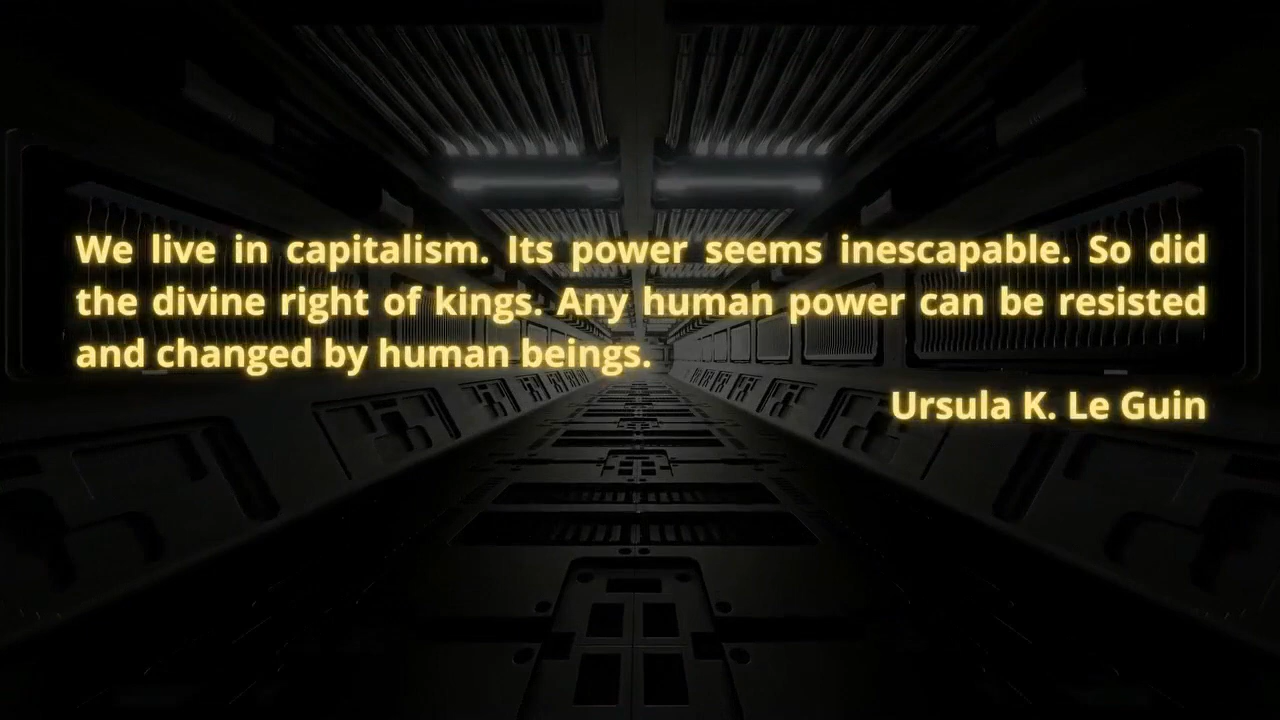 We live in capitalism. Its power seems inescapable. So did
the divine right of kings. Any human power can be resisted
and changed by human beings.
Ursula K. Le Guin